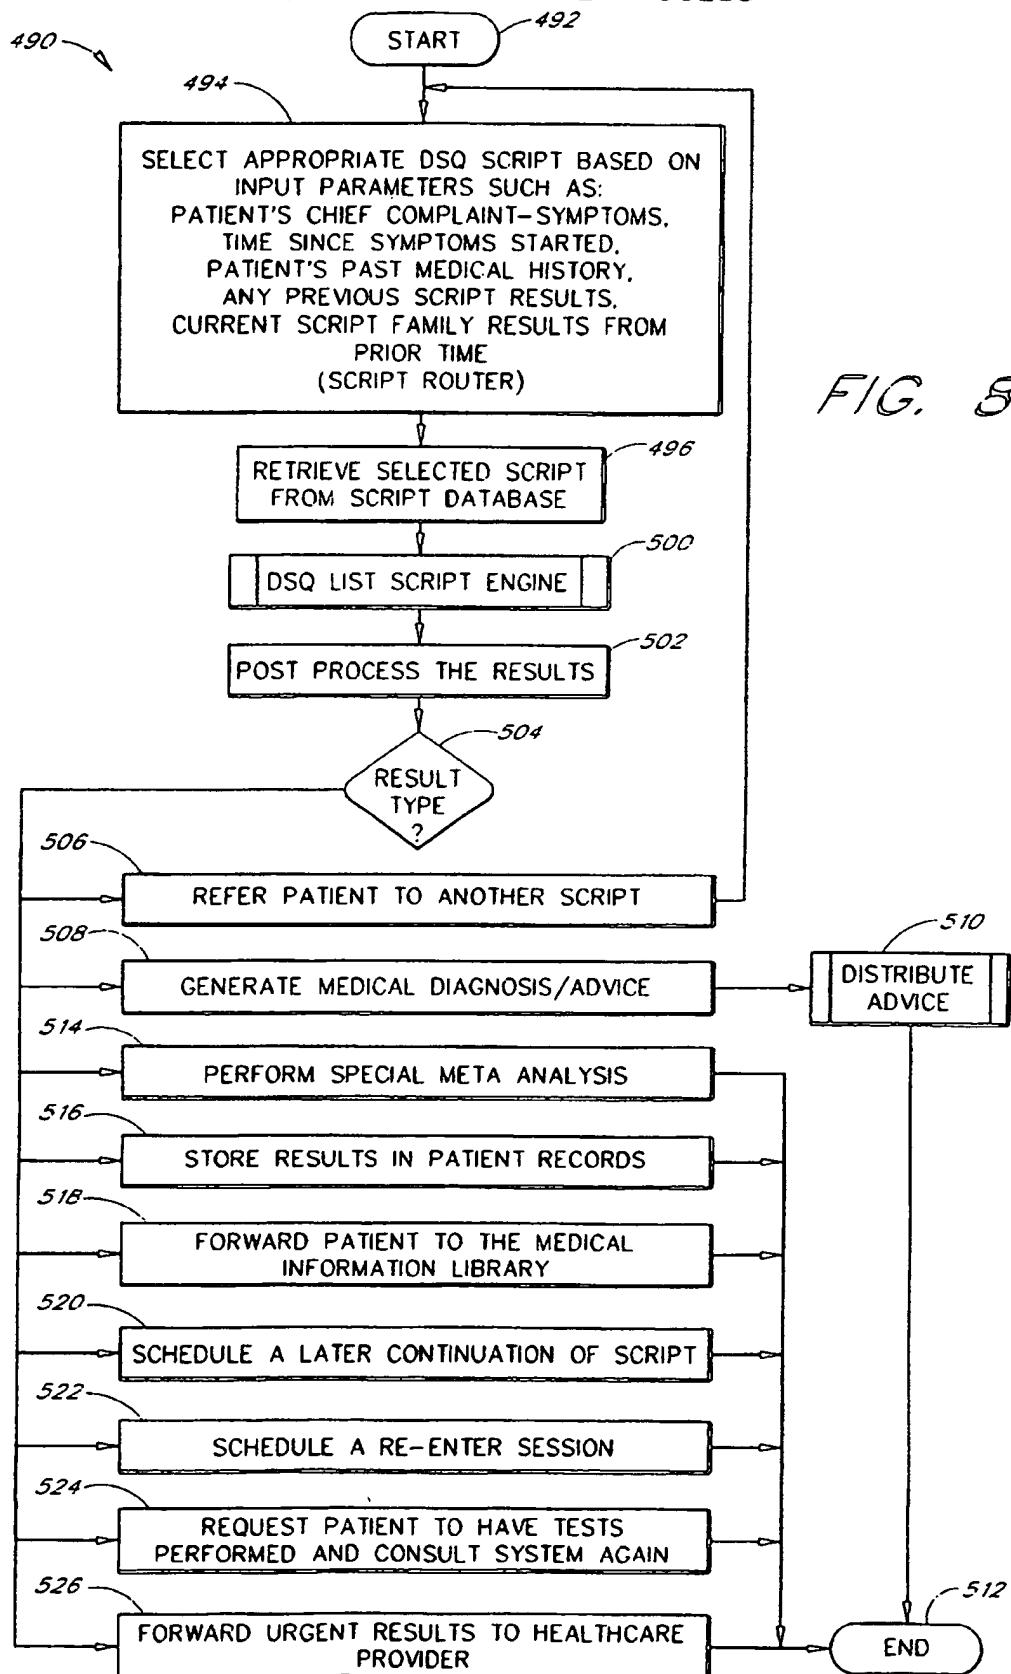 START
492
490
494
SELECT APPROPRIATE DSQ SCRIPT BASED ON
INPUT PARAMETERS SUCH AS:
PATIENT'S CHIEF COMPLAINT-SYMPTOMS,
TIME SINCE SYMPTOMS STARTED,
PATIENT'S PAST MEDICAL HISTORY,
ANY PREVIOUS SCRIPT RESULTS,
CURRENT SCRIPT FAMILY RESULTS FROM
PRIOR TIME
(SCRIPT ROUTER)
FIG. 8
496
RETRIEVE SELECTED SCRIPT
FROM SCRIPT DATABASE
500
DSQ LIST SCRIPT ENGINE
502
POST PROCESS THE RESULTS
504
RESULT
TYPE
?
506
REFER PATIENT TO ANOTHER SCRIPT
508
GENERATE MEDICAL DIAGNOSIS/ADVICE
510
DISTRIBUTE
ADVICE
514
PERFORM SPECIAL META ANALYSIS
516
STORE RESULTS IN PATIENT RECORDS
518
FORWARD PATIENT TO THE MEDICAL
INFORMATION LIBRARY
520
SCHEDULE A LATER CONTINUATION OF SCRIPT
522
SCHEDULE A RE-ENTER SESSION
524
REQUEST PATIENT TO HAVE TESTS
PERFORMED AND CONSULT SYSTEM AGAIN
526
FORWARD URGENT RESULTS TO HEALTHCARE
PROVIDER
512
END